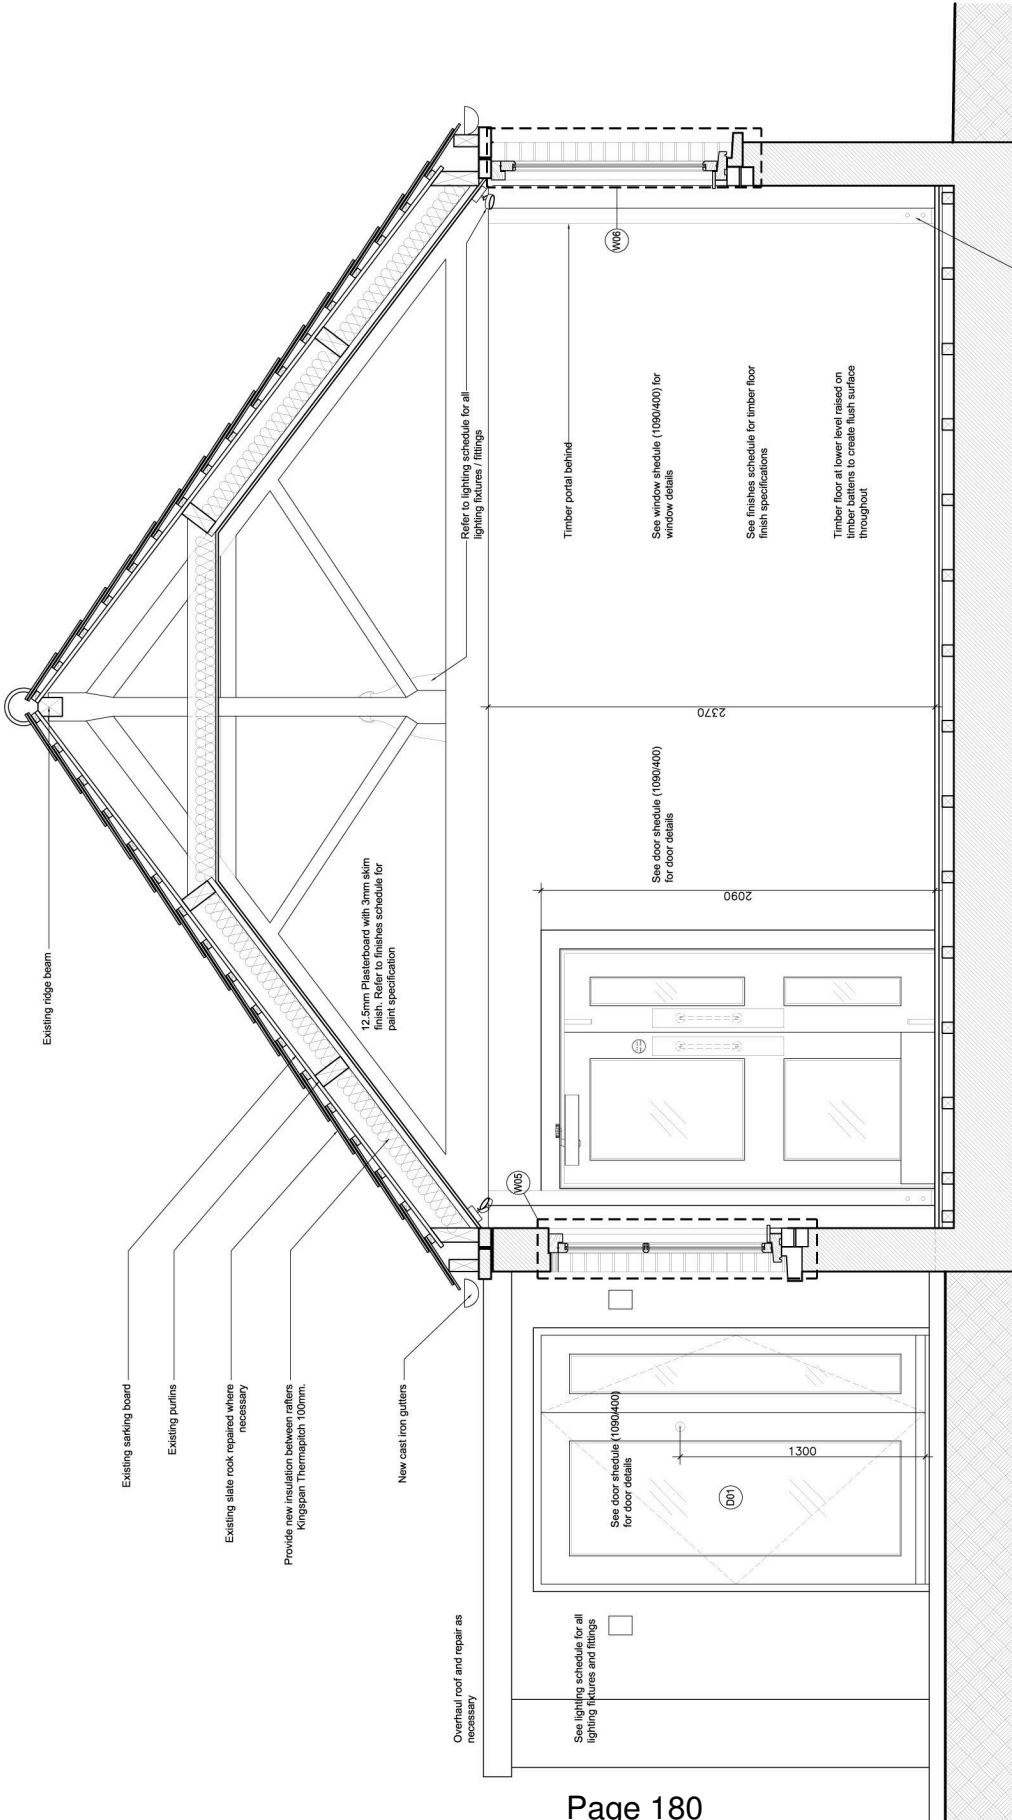 Existing ridge beam
Existing sarking board
Existing purlins
Existing slate rook repaired where
necessary
Provide new insulation between rafters
Kingspan Thermapitch 100mm.
New cast iron gutters
12.5mm Plasterboard with 3mm skim
finish. Refer to finishes schedule for
paint specification
Refer to lighting schedule for all
lighting fixtures / fittings
Overhaul roof and repair as
necessary
See lighting schedule for all
lighting fixtures and fittings
See door shedule (1090/400)
for door details
D01
1300
W05
2090
See door shedule (1090/400)
for door details
2370
Timber portal behind
W06
See window shedule (1090/400) for
window details
See finishes schedule for timber floor
finish specifications
Timber floor at lower level raised on
timber battens to create flush surface
throughout
Page 180